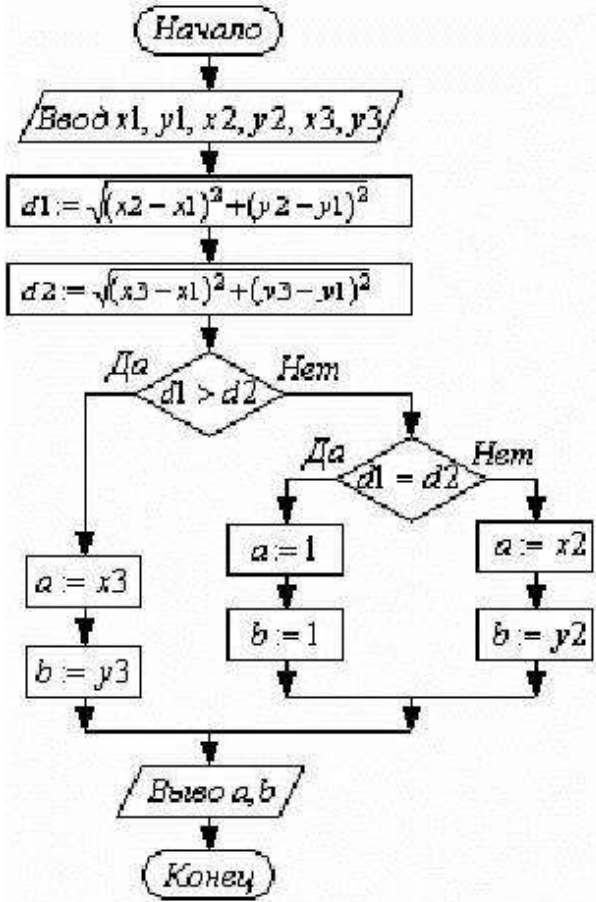 Начало
Ввод x1, y1, x2, y2, x3, y3
d1:= √(x2−x1)²+(y2−y1)²
d2:= √(x3−x1)²+(y3−y1)²
Да
d1 > d2
Нет
Да
d1 = d2
Нет
a := x3
a := 1
a := x2
b := y3
b := 1
b := y2
Выво a,b
Конец